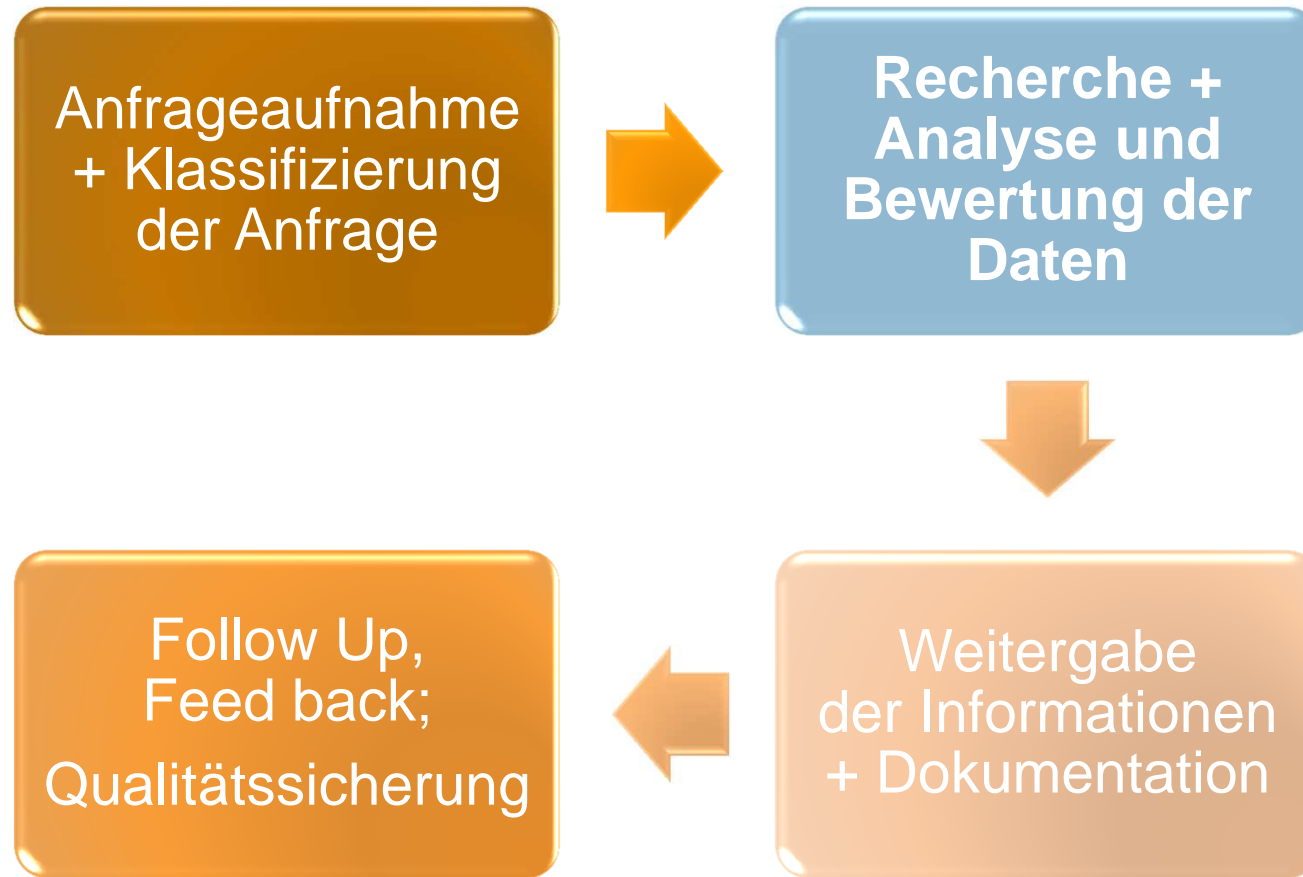 Anfrageaufnahme
+ Klassifizierung
der Anfrage
Recherche +
Analyse und
Bewertung der
Daten
Weitergabe
der Informationen
+ Dokumentation
Follow Up,
Feed back;
Qualitätssicherung